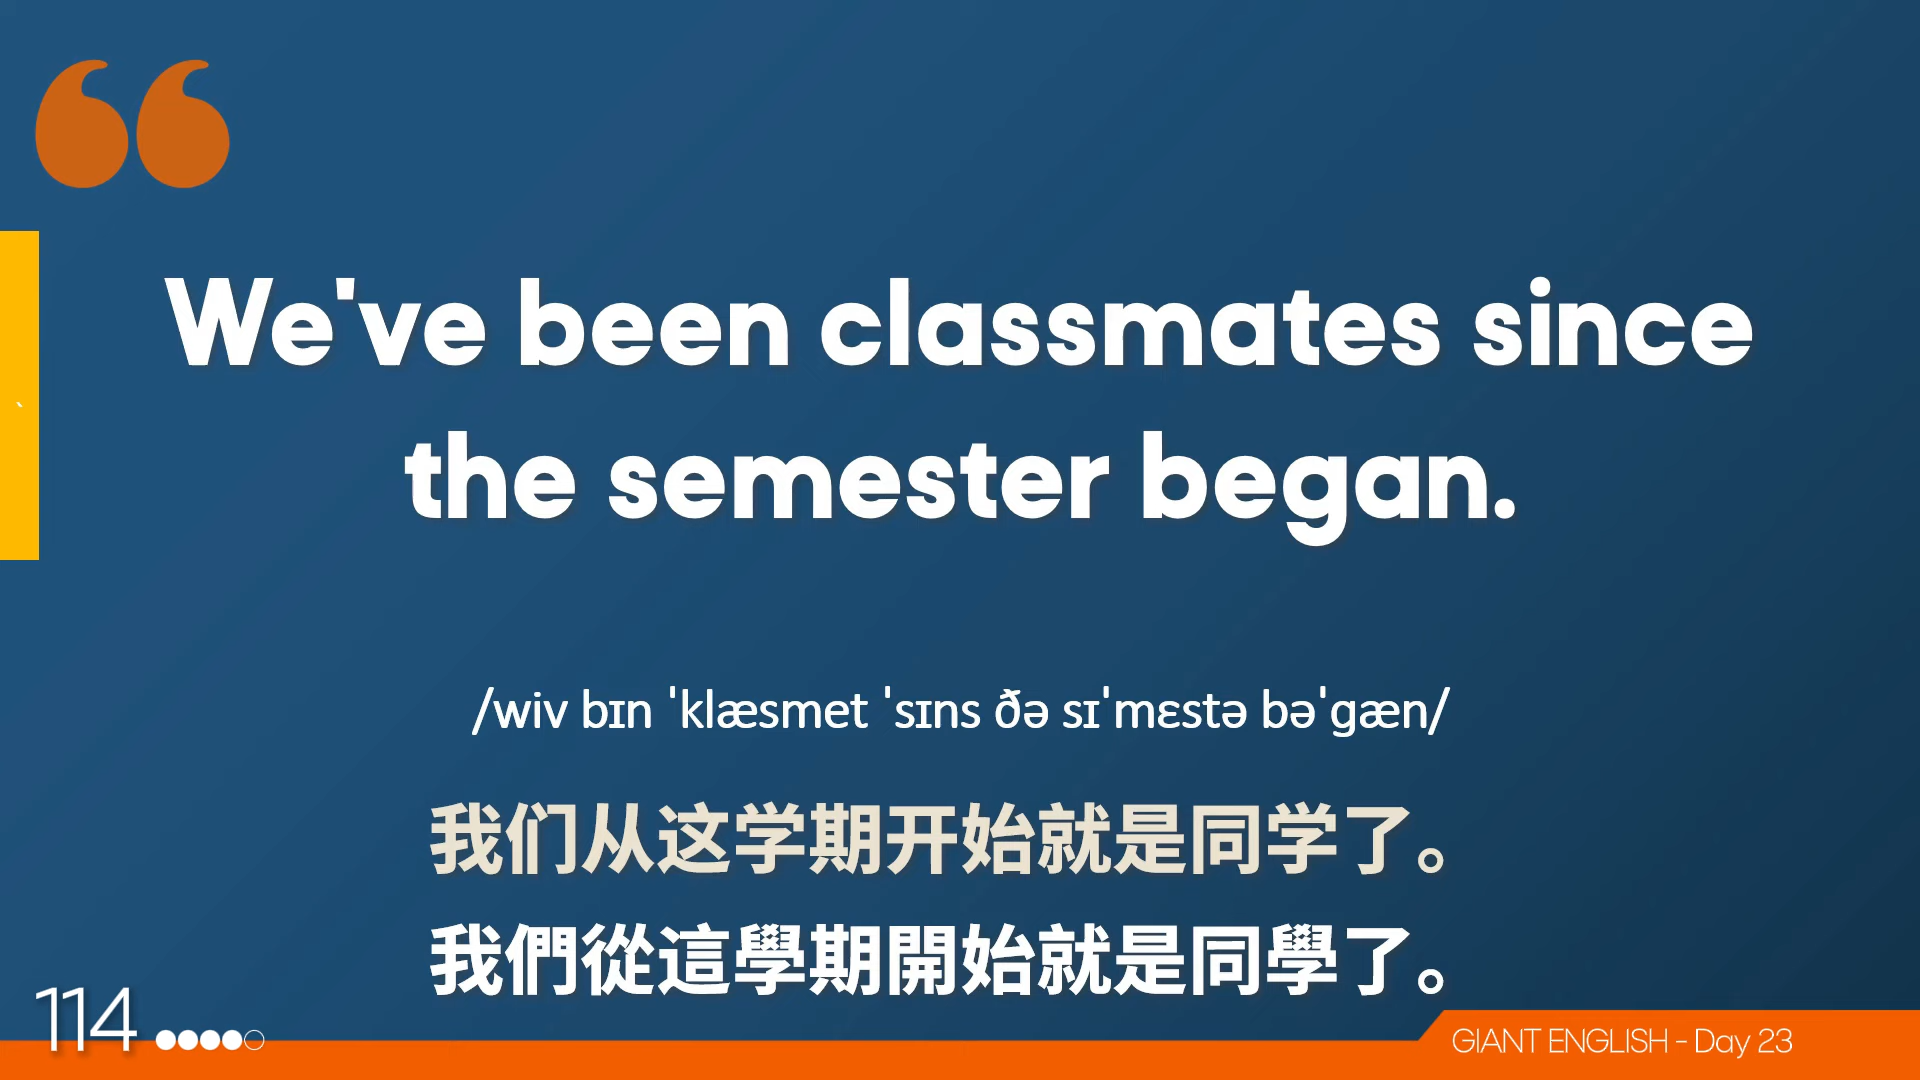 We've been classmates since
the semester began.
/wiv bɪn ˈklæsmet ˈsɪns ðə sɪˈmɛstə bəˈgæn/
我们从这学期开始就是同学了。
我們從這學期開始就是同學了。
114
GIANT ENGLISH - Day 23